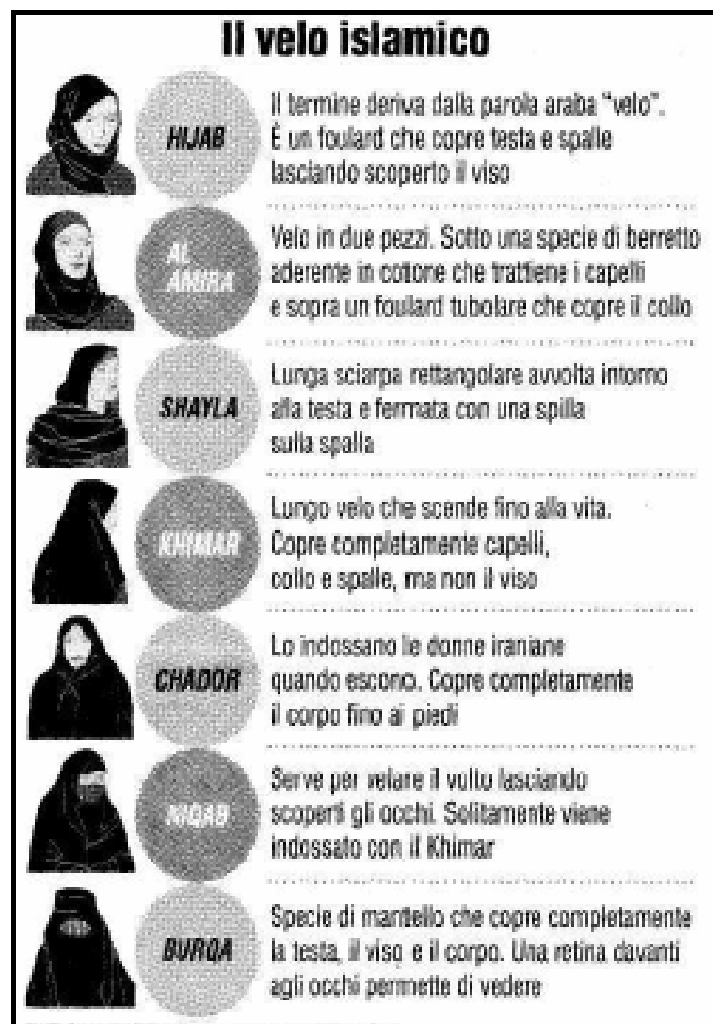 Il velo islamico
HIJAB
Il termine deriva dalla parola araba "velo".
È un foulard che copre testa e spalle
lasciando scoperto il viso
AL
AMIRA
Velo in due pezzi. Sotto una specie di berretto
aderente in cottone che trattiene i capelli
e sopra un foulard tubolare che copre il collo
SHAYLA
Lunga sciarpa rettangolare avvolta intorno
alla testa e fermata con una spilla
sulla spalla
KHIMAR
Lungo velo che scende fino alla vita.
Copre completamente capelli,
collo e spalle, ma non il viso
CHADOR
Lo indossano le donne iraniane
quando escono. Copre completamente
il corpo fino ai piedi
NIQAB
Serve per velare il volto lasciando
scoperti gli occhi. Solitamente viene
indossato con il Khimar
BURQA
Specie di mantello che copre completamente
la testa, il viso e il corpo. Una retina davanti
agli occhi permette di vedere